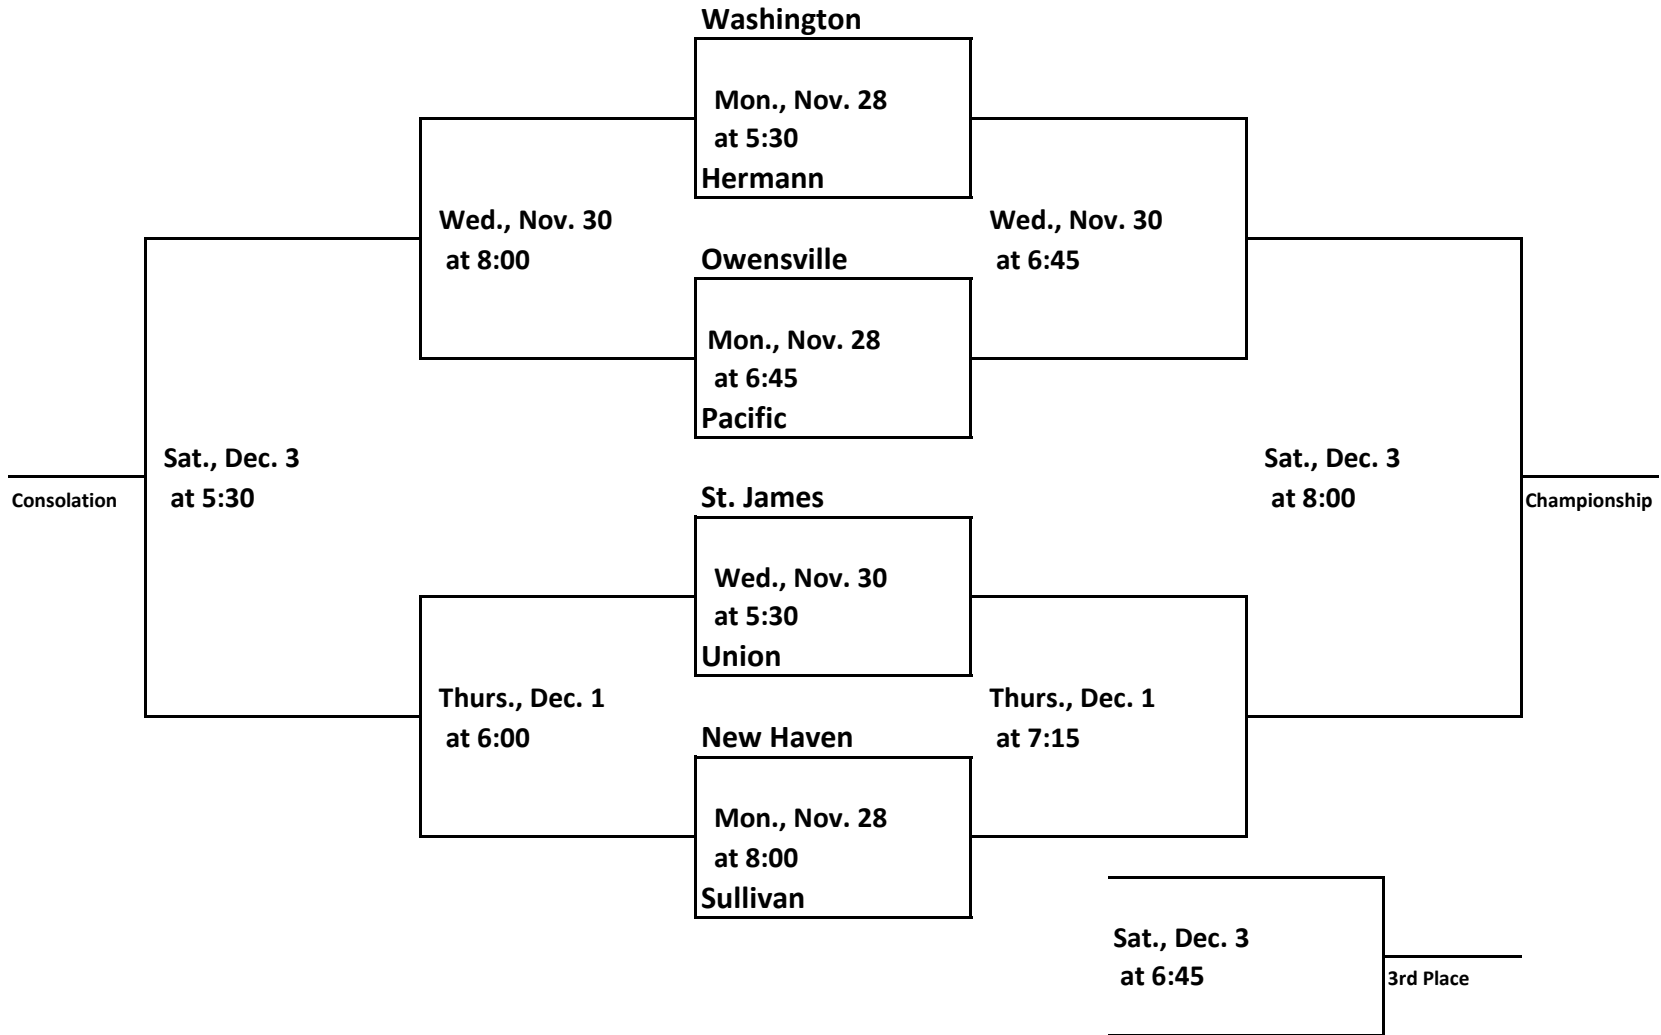 Washington
Mon., Nov. 28
at 5:30
Hermann
Wed., Nov. 30
at 8:00
Wed., Nov. 30
at 6:45
Owensville
Mon., Nov. 28
at 6:45
Pacific
Sat., Dec. 3
at 5:30
Consolation
Sat., Dec. 3
at 8:00
Championship
St. James
Wed., Nov. 30
at 5:30
Union
Thurs., Dec. 1
at 6:00
Thurs., Dec. 1
at 7:15
New Haven
Mon., Nov. 28
at 8:00
Sullivan
Sat., Dec. 3
at 6:45
3rd Place